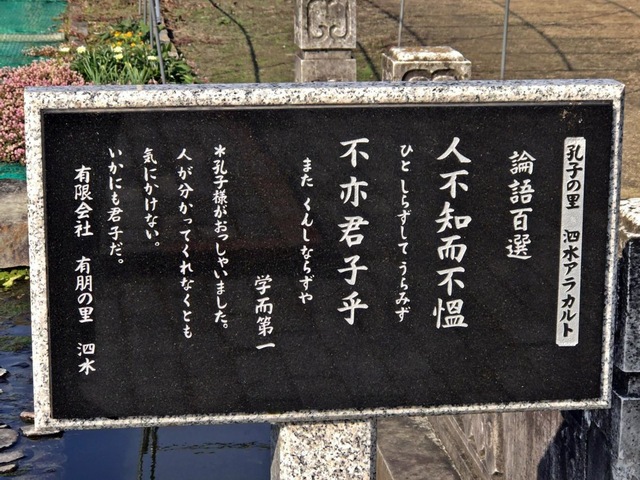 孔子の里 泗水アラカルト
論語百選
人不知而不慍
ひと しらずして うらみず
不亦君子乎
また くんしならずや
学而第一
*孔子様がおっしゃいました。
人が分かってくれなくとも
気にかけない。
いかにも君子だ。
有限会社 有朋の里 泗水